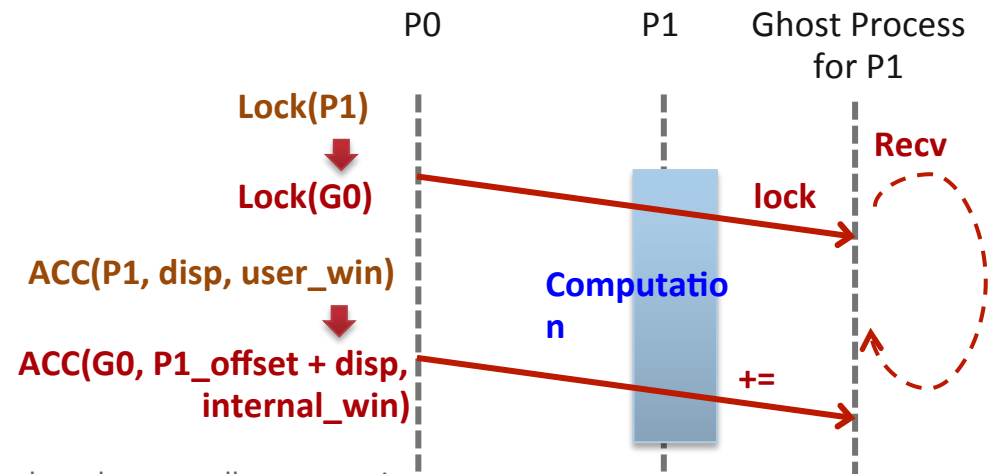 P0
P1
Ghost Process
for P1
Lock(P1)
Recv
Lock(G0)
lock
ACC(P1, disp, user_win)
Computatio
n
ACC(G0, P1_offset + disp,
internal_win)
+=